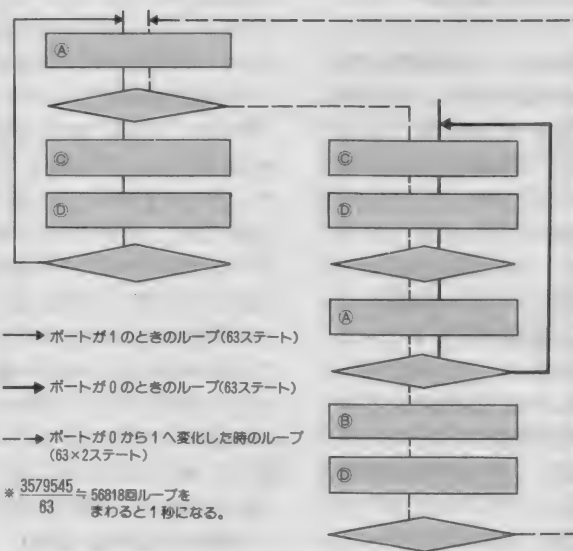 Ⓐ
Ⓒ
Ⓓ
Ⓒ
Ⓓ
Ⓐ
Ⓑ
Ⓓ
→ ポートが1のときのループ(63ステート)
→ ポートが0のときのループ(63ステート)
--→ ポートが0から1へ変化した時のループ
(63×2ステート)
※ 3579545/63 ≒ 56818回ループを
まわると1秒になる。